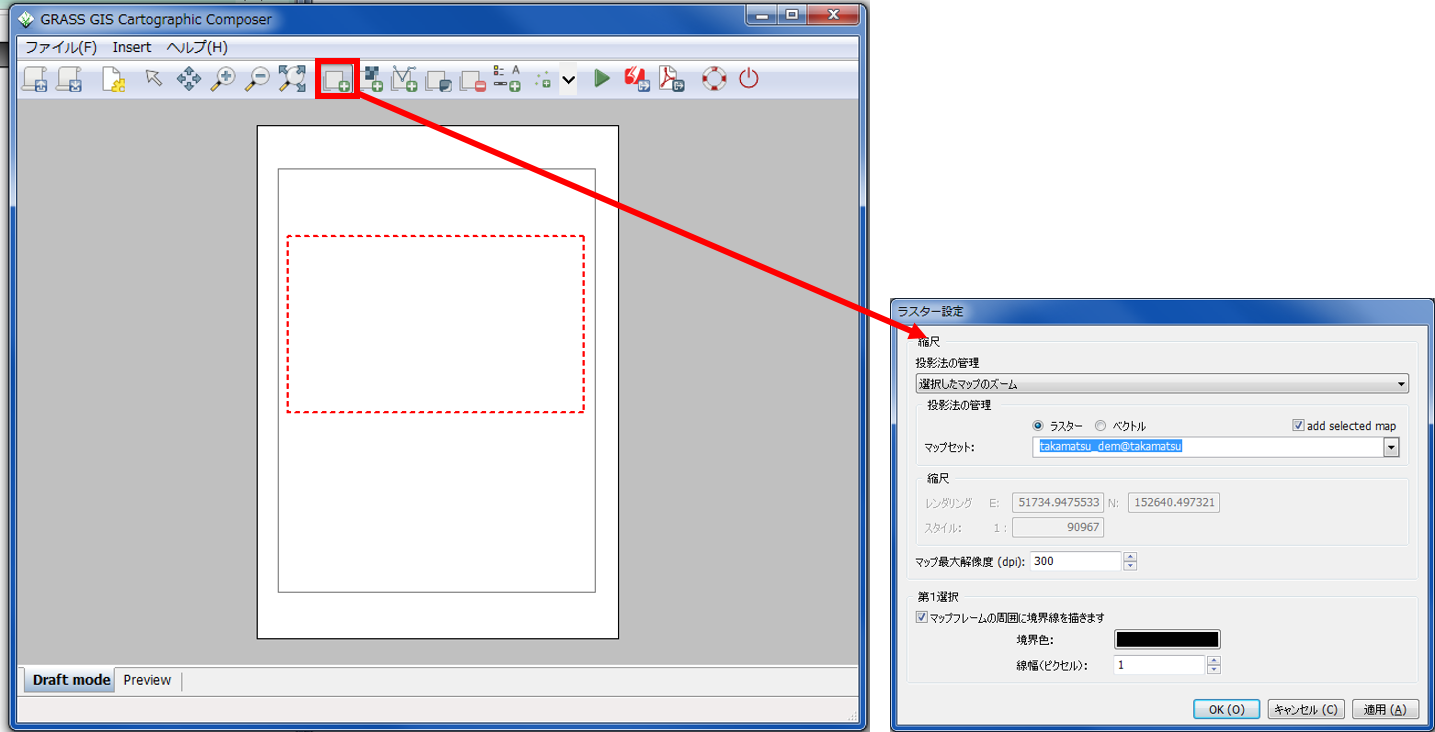 GRASS GIS Cartographic Composer
ファイル(F) Insert ヘルプ(H)
Draft mode Preview
ラスター設定
縮尺
投影法の管理
選択したマップのズーム
投影法の管理
ラスター ベクトル add selected map
マップセット: takamatsu_dem@takamatsu
縮尺
レンダリング E: 51734.9475533 N: 152640.497321
スタイル: 1 : 90967
マップ最大解像度 (dpi): 300
第1選択
マップフレームの周囲に境界線を描きます
境界色:
線幅(ピクセル): 1
OK (O) キャンセル (C) 適用 (A)